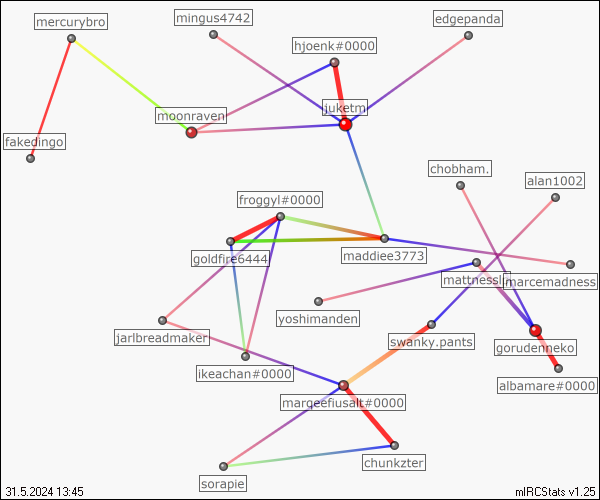 mingus4742
edgepanda
mercurybro
hjoenk#0000
juketm
moonraven
fakedingo
chobham.
alan1002
froggyl#0000
goldfire6444
maddiee3773
mattnessl
marcemadness
yoshimanden
jarlbreadmaker
swanky.pants
gorudenneko
ikeachan#0000
albamare#0000
margeefiusalt#0000
chunkzter
sorapie
31.5.2024 13:45
mIRCStats v1.25